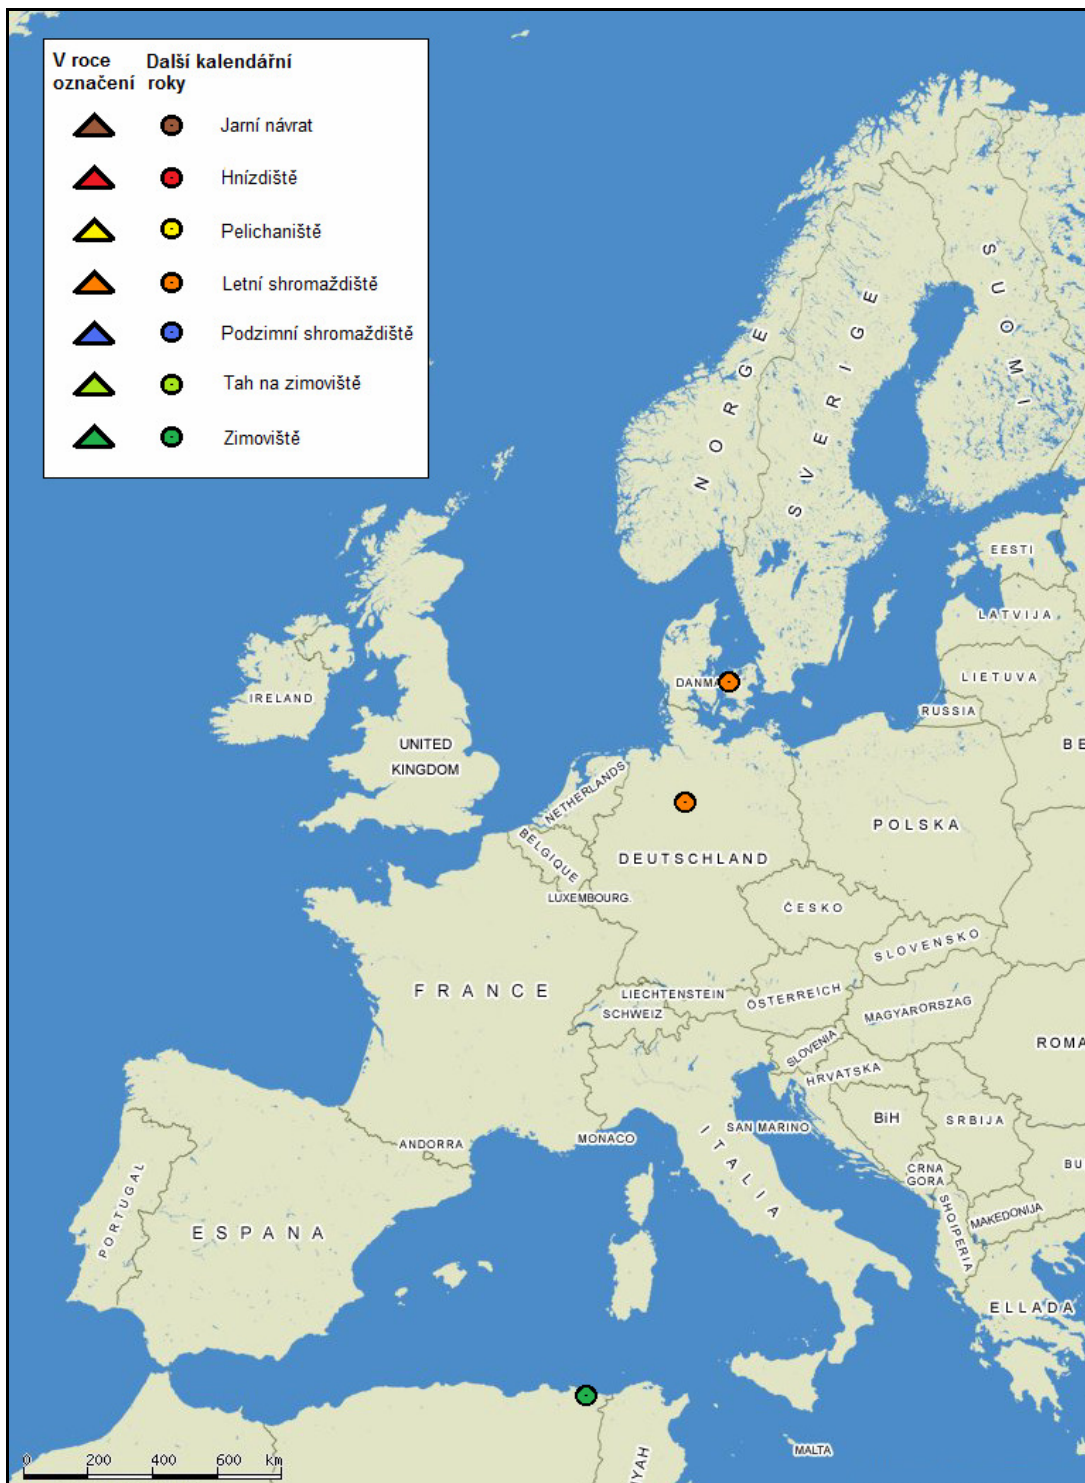 V roce Další kalendářní
označení roky
Jarní návrat
Hnízdiště
Pelichaniště
Letní shromaždiště
Podzimní shromaždiště
Tah na zimoviště
Zimoviště
SUOMI
NORGE
SVERIGE
EESTI
LATVIJA
LIETUVA
RUSSIA
DANMA
IRELAND
UNITED
KINGDOM
NETHERLANDS
BE
POLSKA
BELGIQUE
DEUTSCHLAND
LUXEMBOURG.
ČESKO
SLOVENSKO
FRANCE
LIECHTENSTEIN
SCHWEIZ
ÖSTERREICH
MAGYARORSZAG
SLOVENIA
ROMA
HRVATSKA
BiH
SRBIJA
SAN MARINO
MONACO
ANDORRA
ITALIA
CRNA
GORA
BU
PORTUGAL
ESPANA
SHQIPERIA
MAKEDONIJA
ELLADA
MALTA
YAH
0 200 400 600 km